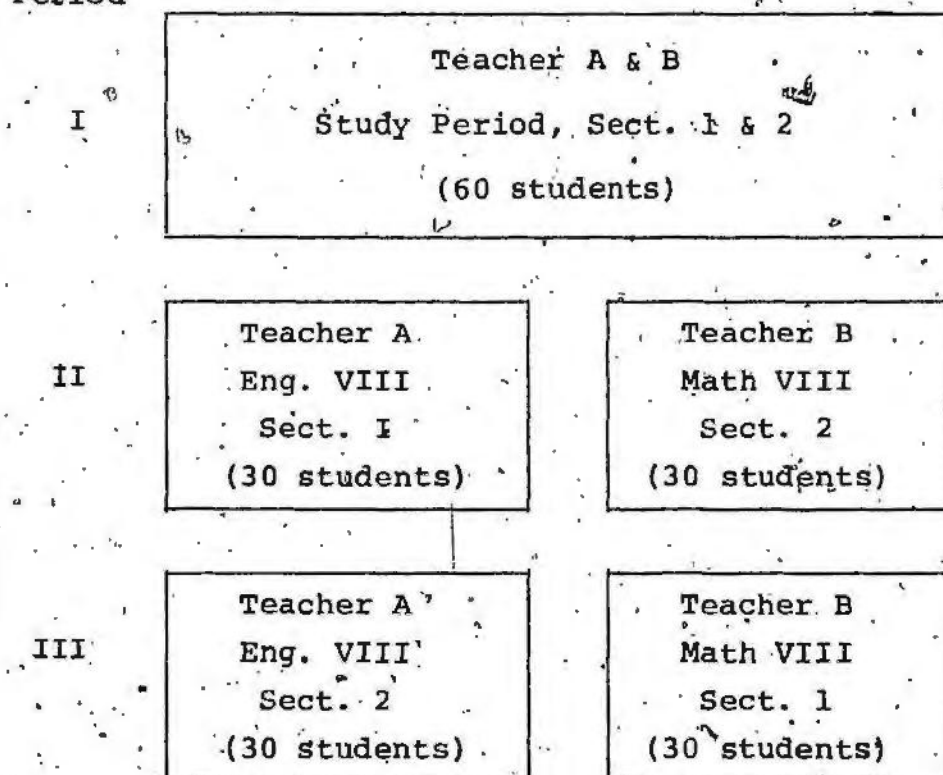 Period
Teacher A & B
I
Study Period, Sect. 1 & 2
(60 students)
Teacher A
Eng. VIII
Sect. I
(30 students)
II
Teacher B
Math VIII
Sect. 2
(30 students)
III
Teacher A
Eng. VIII
Sect. 2
(30 students)
Teacher B
Math VIII
Sect. 1
(30 students)